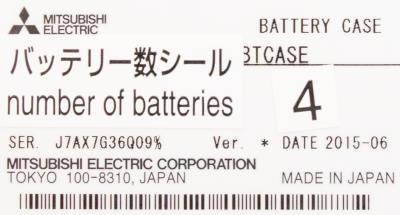 MITSUBISHI ELECTRIC BATTERY CASE
バッテリー数シール BTCASE
number of batteries 4
SER. J7AX7G36Q09% Ver. * DATE 2015-06
MITSUBISHI ELECTRIC CORPORATION
TOKYO 100-8310, JAPAN MADE IN JAPAN